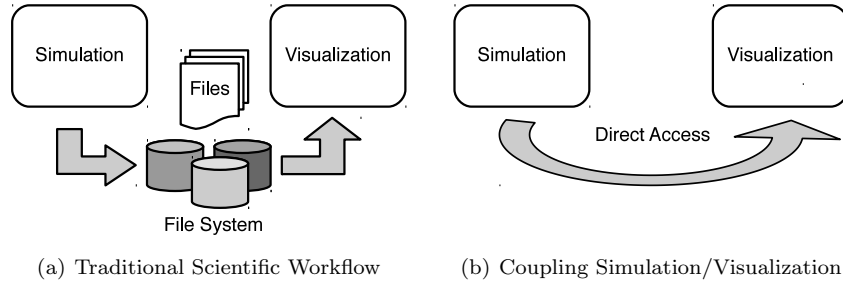 Simulation
Files
Visualization
File System
(a) Traditional Scientific Workflow
Simulation
Visualization
Direct Access
(b) Coupling Simulation/Visualization